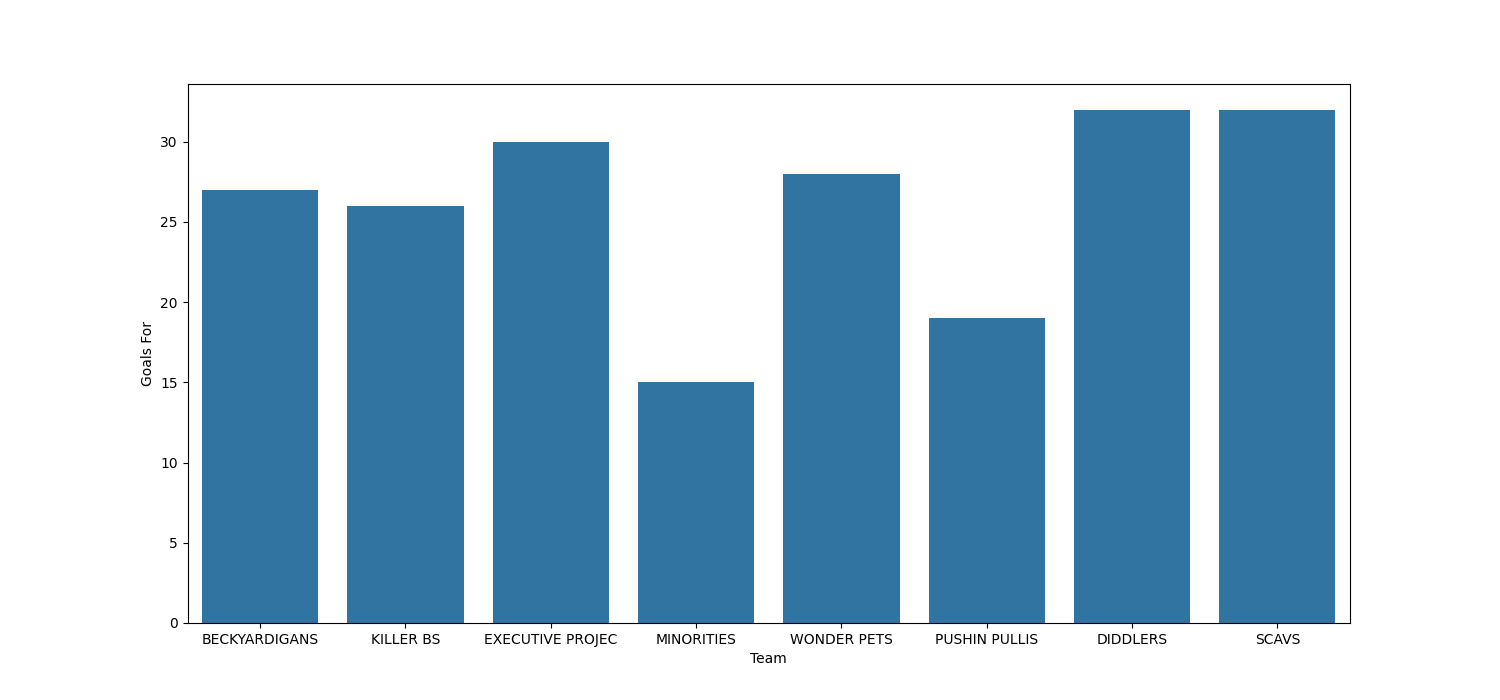 30
25
20
15
10
5
0
Goals For
BECKYARDIGANS KILLER BS EXECUTIVE PROJEC MINORITIES WONDER PETS PUSHIN PULLIS DIDDLERS SCAVS
Team